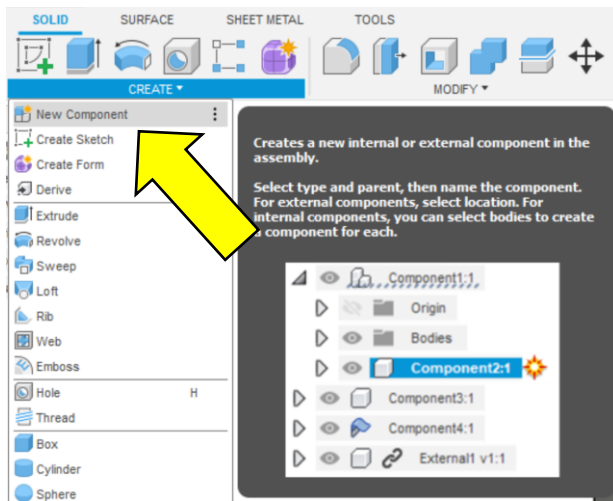 SOLID SURFACE SHEET METAL TOOLS
CREATE ▾ MODIFY ▾
New Component
Create Sketch
Create Form
Derive
Extrude
Revolve
Sweep
Loft
Rib
Web
Emboss
Hole H
Thread
Box
Cylinder
Sphere
Creates a new internal or external component in the
assembly.
Select type and parent, then name the component.
For external components, select location. For
internal components, you can select bodies to create
a component for each.
Component1:1
Origin
Bodies
Component2:1
Component3:1
Component4:1
External1 v1:1